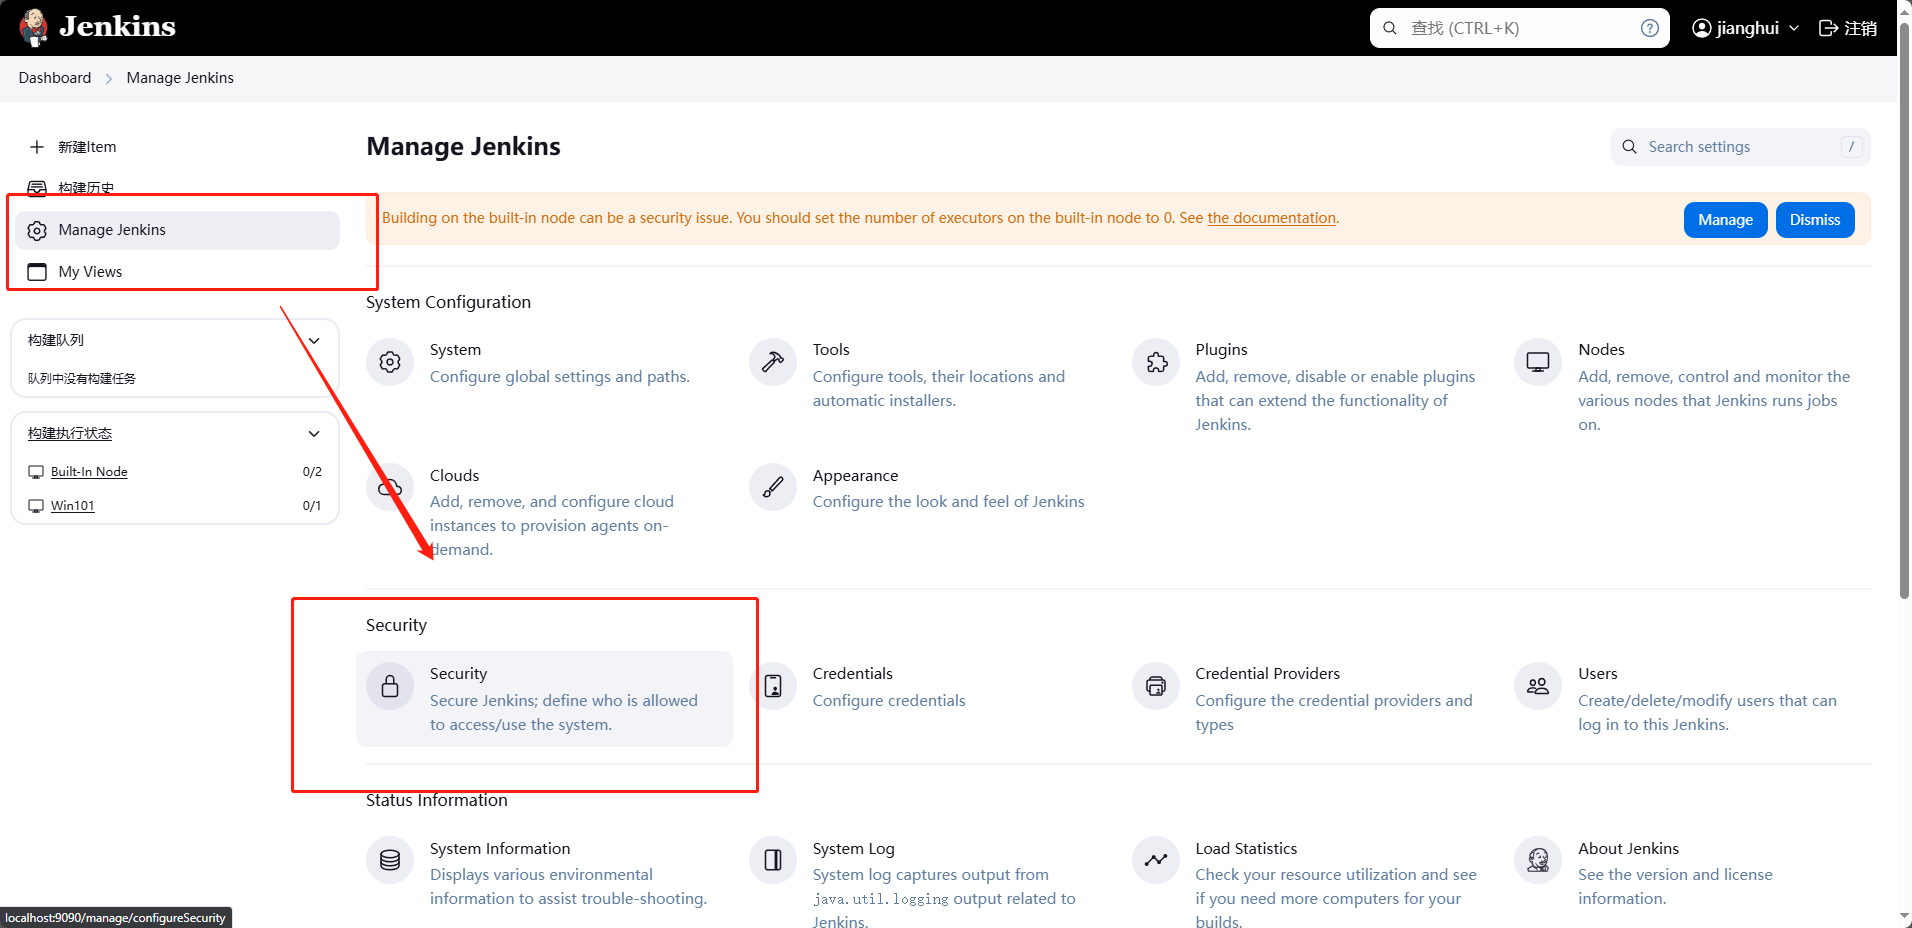 Jenkins
查找 (CTRL+K)
jianghui
注销
Dashboard
Manage Jenkins
新建Item
构建历史
Manage Jenkins
My Views
构建队列
队列中没有构建任务
构建执行状态
Built-In Node
0/2
Win101
0/1
Manage Jenkins
Search settings
/
Building on the built-in node can be a security issue. You should set the number of executors on the built-in node to 0. See the documentation.
Manage
Dismiss
System Configuration
System
Configure global settings and paths.
Tools
Configure tools, their locations and
automatic installers.
Plugins
Add, remove, disable or enable plugins
that can extend the functionality of
Jenkins.
Nodes
Add, remove, control and monitor the
various nodes that Jenkins runs jobs
on.
Clouds
Add, remove, and configure cloud
instances to provision agents on-
demand.
Appearance
Configure the look and feel of Jenkins
Security
Security
Secure Jenkins; define who is allowed
to access/use the system.
Credentials
Configure credentials
Credential Providers
Configure the credential providers and
types
Users
Create/delete/modify users that can
log in to this Jenkins.
Status Information
System Information
Displays various environmental
information to assist trouble-shooting.
System Log
System log captures output from
java.util.logging output related to
Jenkins.
Load Statistics
Check your resource utilization and see
if you need more computers for your
builds.
About Jenkins
See the version and license
information.
localhost:9090/manage/configureSecurity